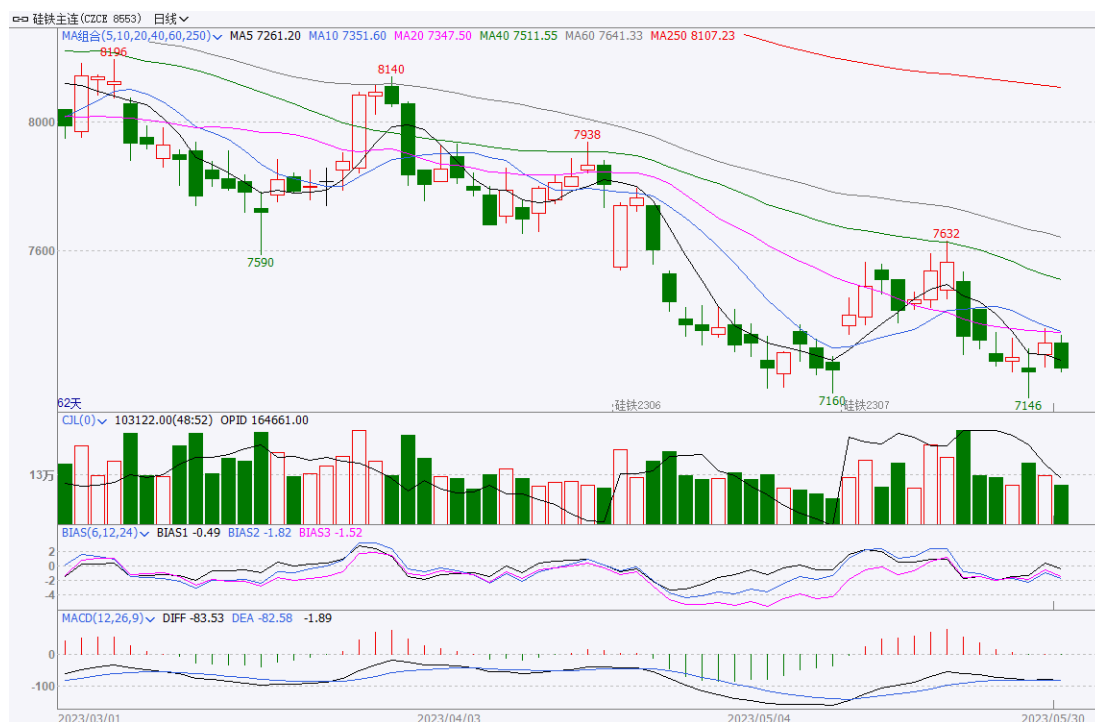 硅铁主连(CZCE 8553) 日线
MA组合(5,10,20,40,60,250) MA5 7261.20 MA10 7351.60 MA20 7347.50 MA40 7511.55 MA60 7641.33 MA250 8107.23
8196
8140
8000
7938
7632
7600
7590
7160
7146
62天
硅铁2306
硅铁2307
CJL(0) 103122.00(48:52) OPID 164661.00
13万
BIAS(6,12,24) BIAS1 -0.49 BIAS2 -1.82 BIAS3 -1.52
2
0
-2
-4
MACD(12,26,9) DIFF -83.53 DEA -82.58 -1.89
0
-100
2023/03/01 2023/04/03 2023/05/04 2023/05/30